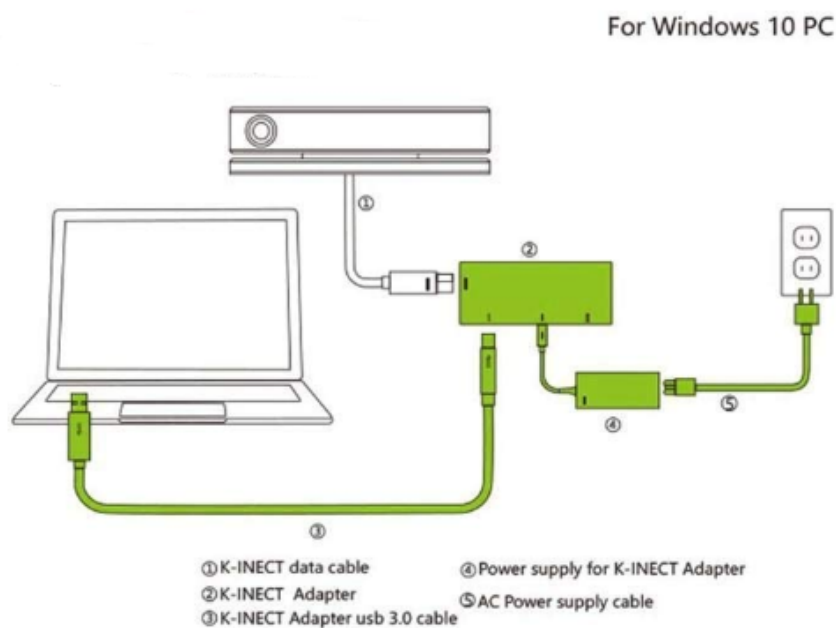 For Windows 10 PC
①
②
③
④
⑤
①K-INECT data cable
②K-INECT Adapter
③K-INECT Adapter usb 3.0 cable
④Power supply for K-INECT Adapter
⑤AC Power supply cable